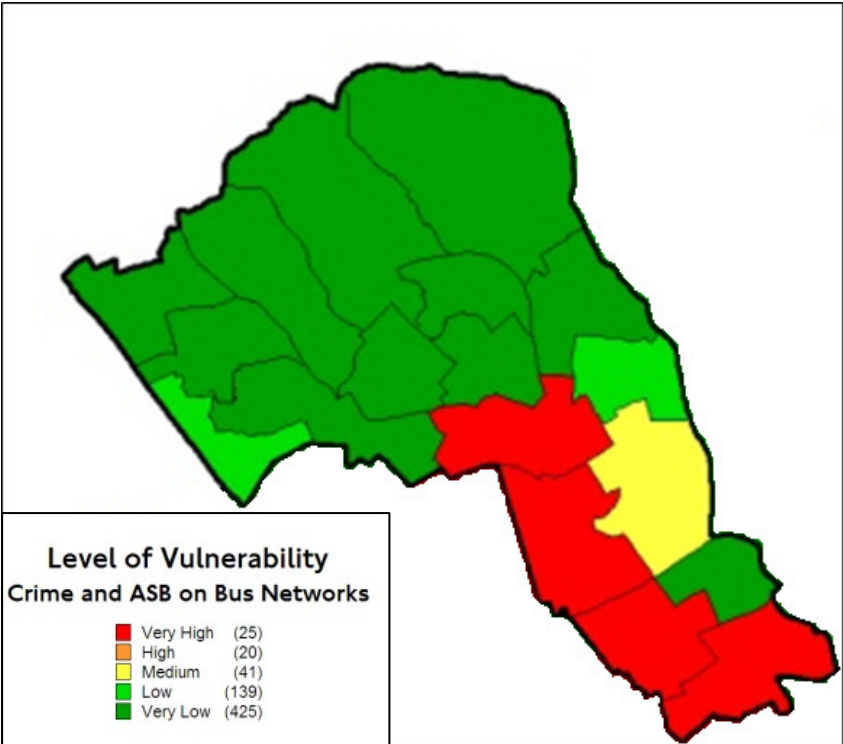 Level of Vulnerability
Crime and ASB on Bus Networks
Very High (25)
High (20)
Medium (41)
Low (139)
Very Low (425)